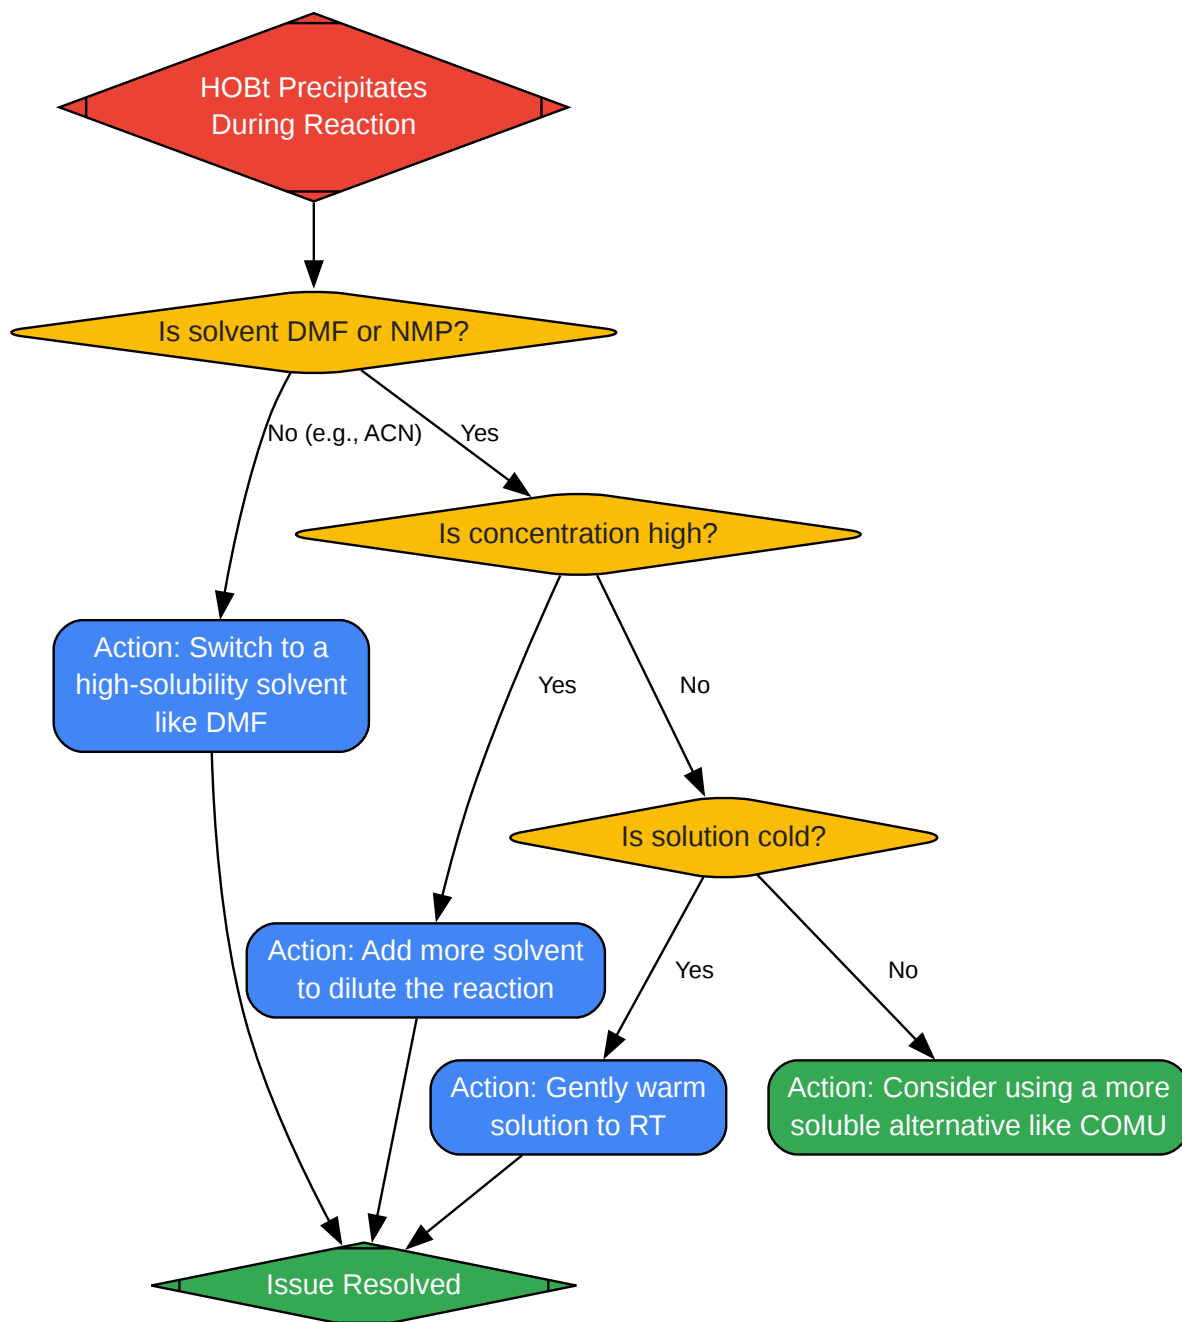 HOBt Precipitates
During Reaction
Is solvent DMF or NMP?
No (e.g., ACN)
Yes
Is concentration high?
Action: Switch to a
high-solubility solvent
like DMF
Yes
No
Is solution cold?
Action: Add more solvent
to dilute the reaction
Yes
No
Action: Gently warm
solution to RT
Action: Consider using a more
soluble alternative like COMU
Issue Resolved